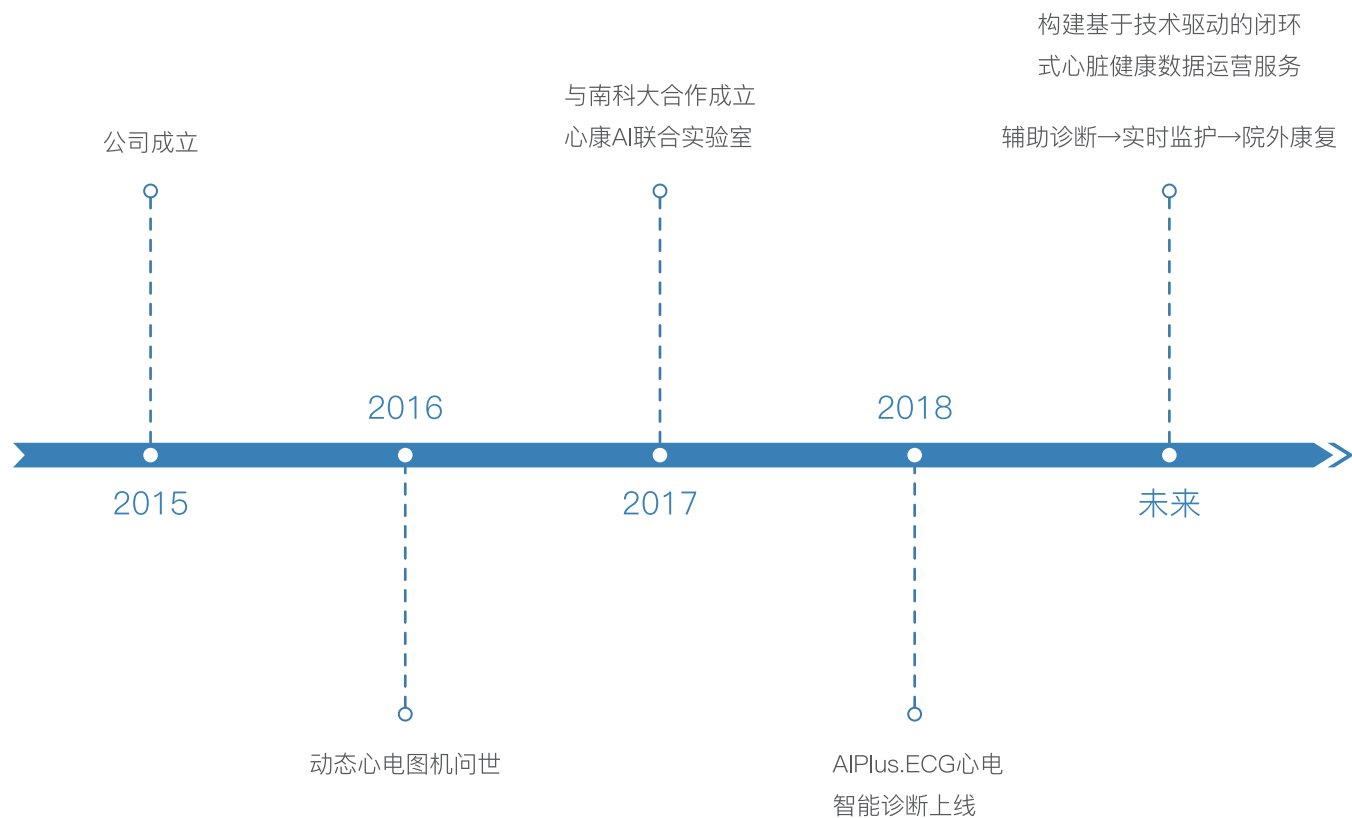 构建基于技术驱动的闭环
式心脏健康数据运营服务
与南科大合作成立
心康AI联合实验室
公司成立
辅助诊断→实时监护→院外康复
2016
2018
2015
2017
未来
动态心电图机问世
AIPlus.ECG心电
智能诊断上线